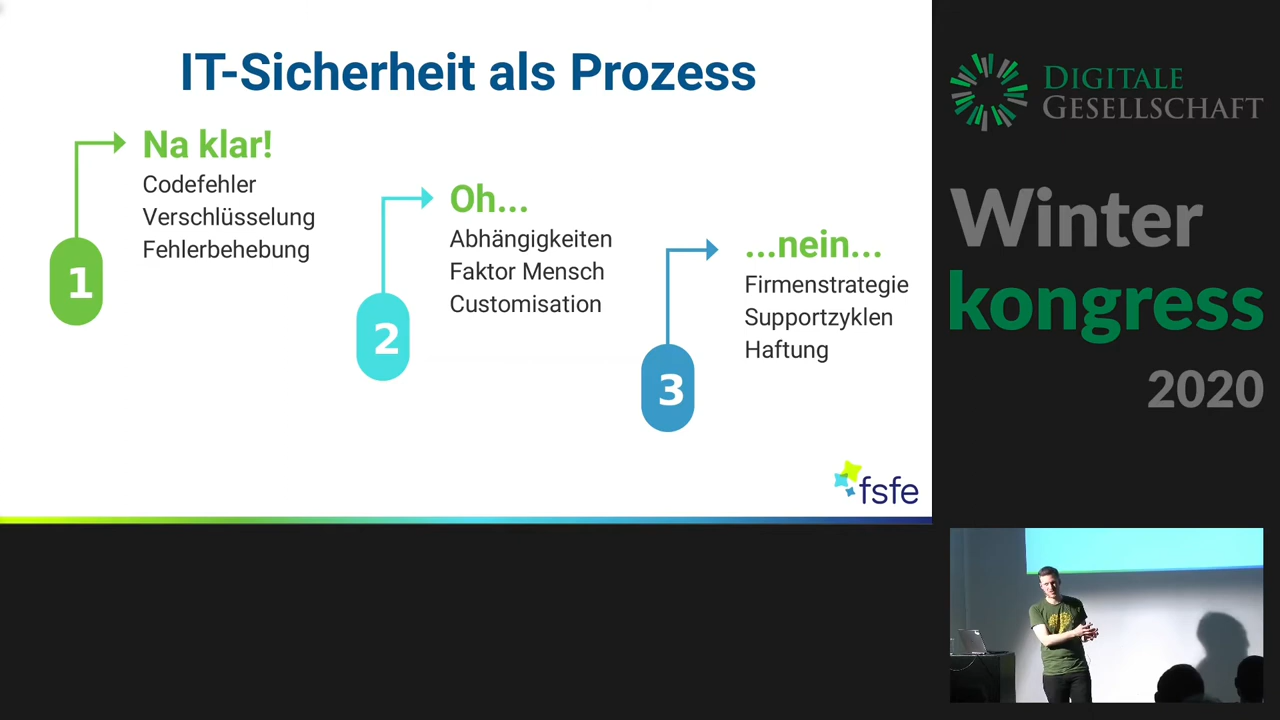 IT-Sicherheit als Prozess
1
Na klar!
Codefehler
Verschlüsselung
Fehlerbehebung
2
Oh...
Abhängigkeiten
Faktor Mensch
Customisation
3
...nein...
Firmenstrategie
Supportzyklen
Haftung
fsfe
DIGITALE
GESELLSCHAFT
Winter
kongress
2020